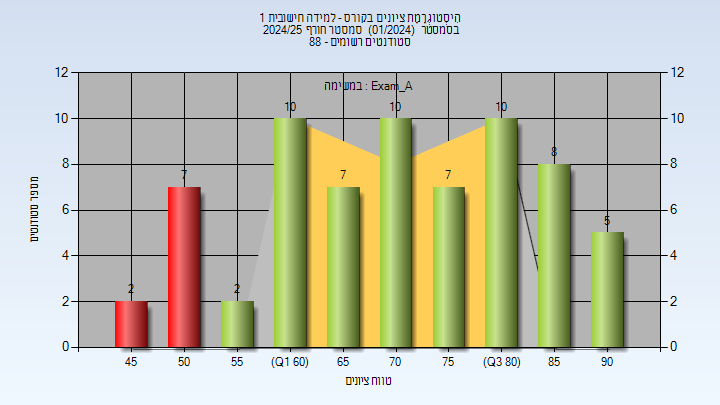 היסטוגרמת ציונים בקורס - למידה חישובית 1
בסמסטר (01/2024) סמסטר חורף 2024/25
סטודנטים רשומים - 88
במשימה : Exam_A
מספר סטודנטים
12 12
10 10
8 8
6 6
4 4
2 2
0 0
2 7 2 10 7 10 7 10 8 5
45 50 55 (Q1 60) 65 70 75 (Q3 80) 85 90
טווח ציונים